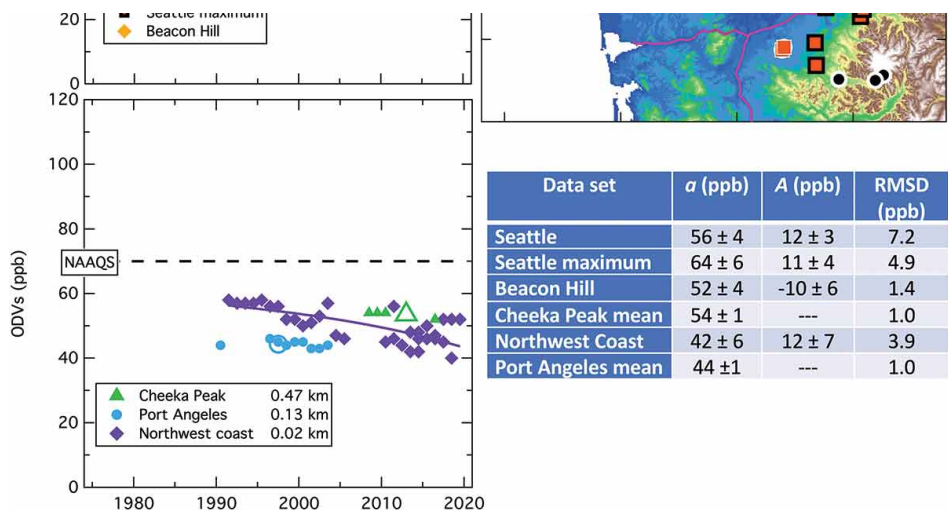 20
Seattle maximum
Beacon Hill
0
120
100
80
NAAQS
60
40
20
0
ODVs (ppb)
Cheeka Peak 0.47 km
Port Angeles 0.13 km
Northwest coast 0.02 km
1980 1990 2000 2010 2020
Data set a (ppb) A (ppb) RMSD
(ppb)
Seattle 56 ± 4 12 ± 3 7.2
Seattle maximum 64 ± 6 11 ± 4 4.9
Beacon Hill 52 ± 4 -10 ± 6 1.4
Cheeka Peak mean 54 ± 1 --- 1.0
Northwest Coast 42 ± 6 12 ± 7 3.9
Port Angeles mean 44 ±1 --- 1.0